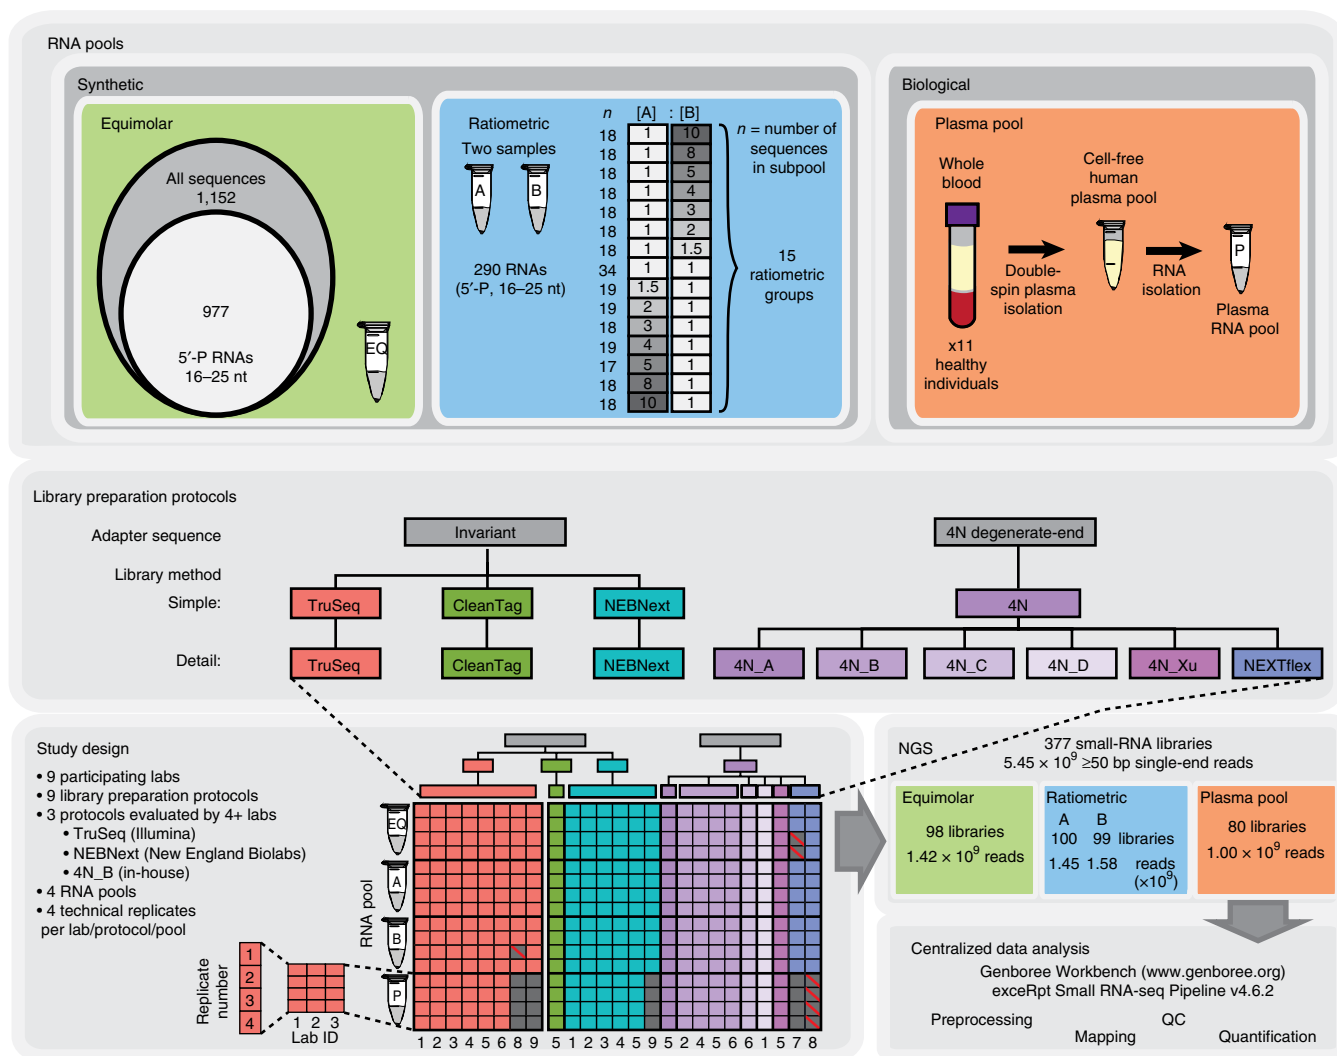 RNA pools
Synthetic
Equimolar
All sequences
1,152
977
5′-P RNAs
16–25 nt
EQ
Ratiometric
Two samples
A B
290 RNAs
(5′-P, 16–25 nt)
n [A] : [B]
18 1 10
18 1 8
18 1 5
18 1 4
18 1 3
18 1 2
18 1 1.5
34 1 1
19 1.5 1
19 2 1
18 3 1
19 4 1
17 5 1
18 8 1
18 10 1
n = number of
sequences
in subpool
15
ratiometric
groups
Biological
Plasma pool
Whole
blood
x11
healthy
individuals
Double-
spin plasma
isolation
Cell-free
human
plasma pool
RNA
isolation
P
Plasma
RNA pool
Library preparation protocols
Adapter sequence
Invariant
4N degenerate-end
Library method
Simple:
TruSeq CleanTag NEBNext 4N
Detail:
TruSeq CleanTag NEBNext 4N_A 4N_B 4N_C 4N_D 4N_Xu NEXTflex
Study design
• 9 participating labs
• 9 library preparation protocols
• 3 protocols evaluated by 4+ labs
• TruSeq (Illumina)
• NEBNext (New England Biolabs)
• 4N_B (in-house)
• 4 RNA pools
• 4 technical replicates
per lab/protocol/pool
Replicate
number
1
2
3
4
1 2 3
Lab ID
RNA pool
EQ
A
B
P
1 2 3 4 5 6 8 9 5 1 2 3 4 5 9 5 2 4 5 6 6 1 5 7 8
NGS
377 small-RNA libraries
5.45 × 10⁹ ≥50 bp single-end reads
Equimolar
98 libraries
1.42 × 10⁹ reads
Ratiometric
A B
100 99 libraries
1.45 1.58 reads
(×10⁹)
Plasma pool
80 libraries
1.00 × 10⁹ reads
Centralized data analysis
Genboree Workbench (www.genboree.org)
exceRpt Small RNA-seq Pipeline v4.6.2
Preprocessing QC
Mapping Quantification